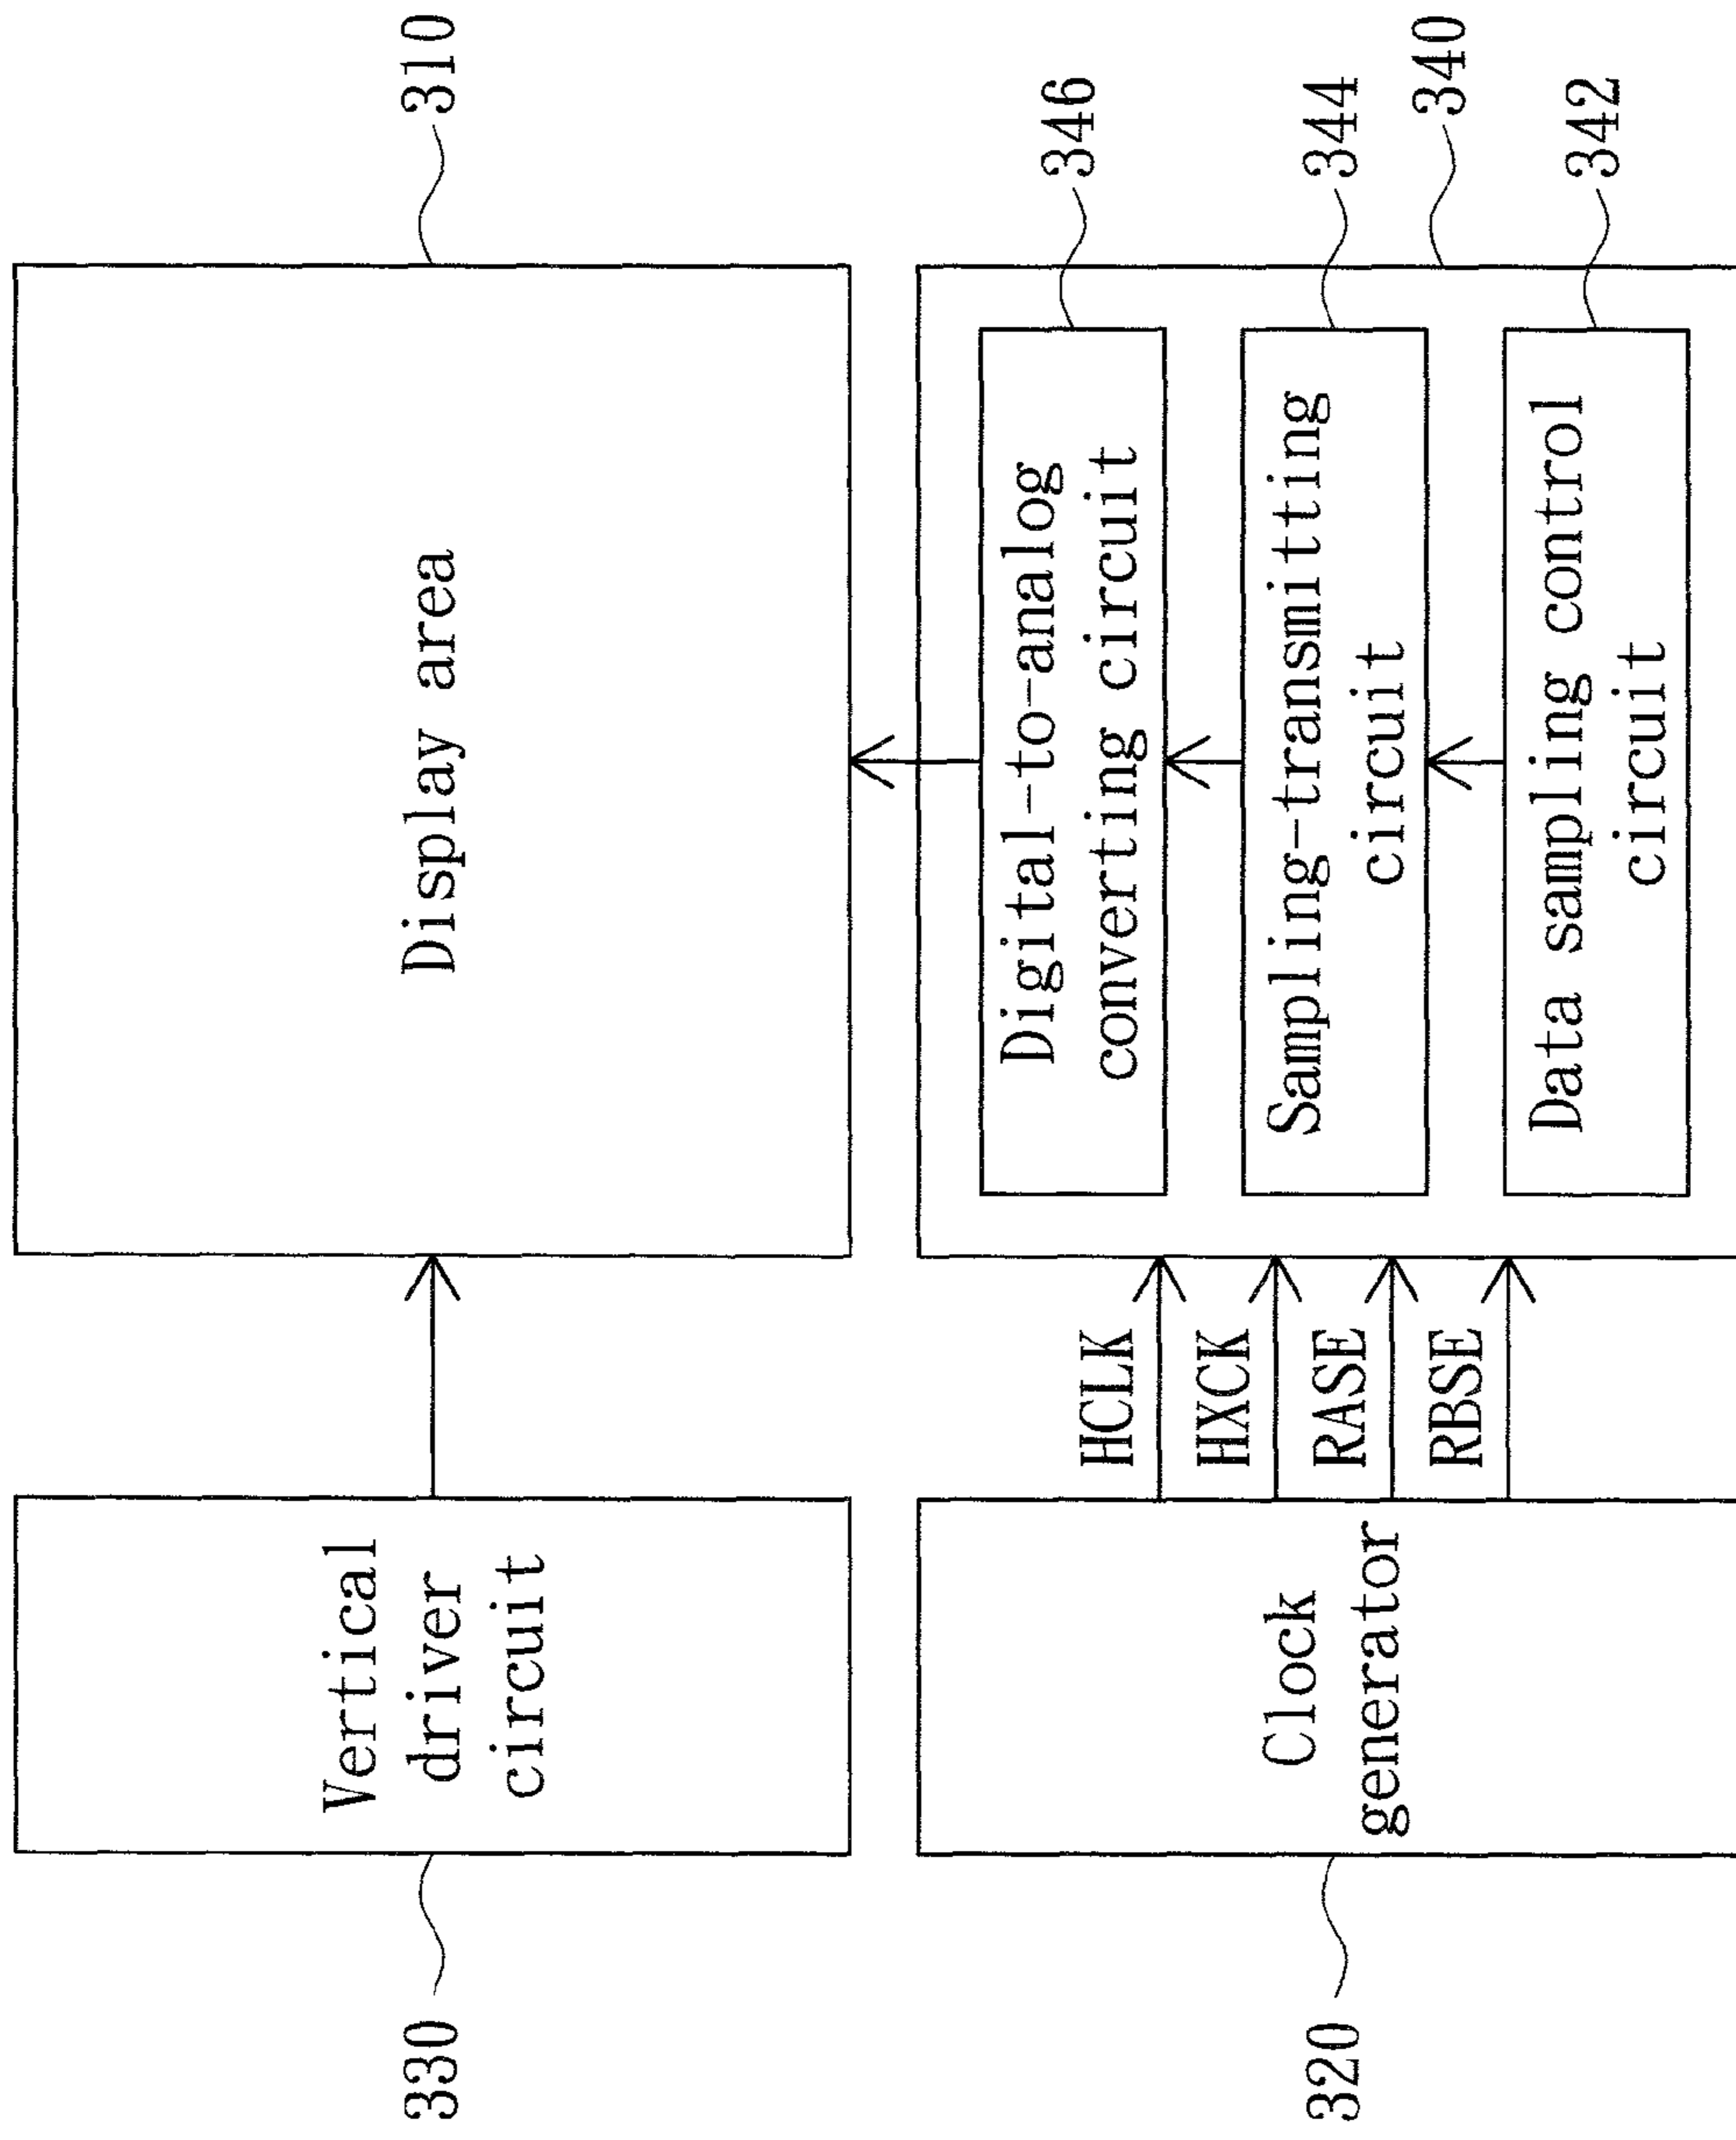 310
Display area
Vertical
driver
circuit
330
346
Digital-to-analog
converting circuit
344
Sampling-transmitting
circuit
340
342
Data sampling control
circuit
HCLK
HXCK
RASE
RBSE
Clock
generator
320